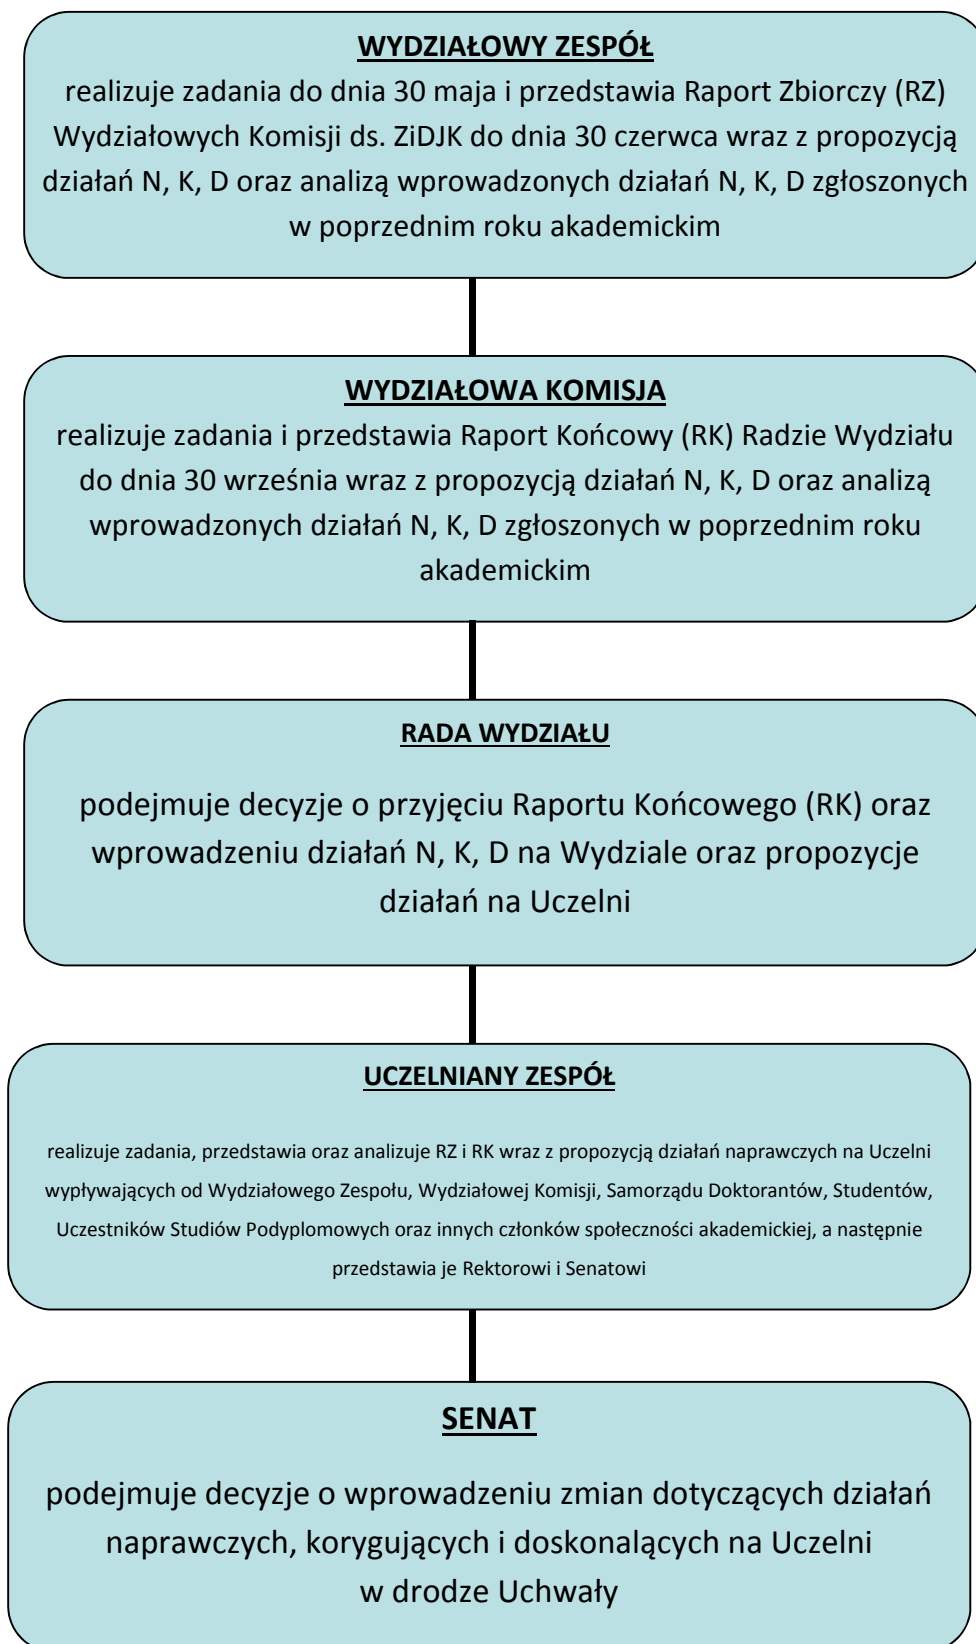 WYDZIAŁOWY ZESPÓŁ
realizuje zadania do dnia 30 maja i przedstawia Raport Zbiorczy (RZ)
Wydziałowych Komisji ds. ZiDJK do dnia 30 czerwca wraz z propozycją
działań N, K, D oraz analizą wprowadzonych działań N, K, D zgłoszonych
w poprzednim roku akademickim
WYDZIAŁOWA KOMISJA
realizuje zadania i przedstawia Raport Końcowy (RK) Radzie Wydziału
do dnia 30 września wraz z propozycją działań N, K, D oraz analizą
wprowadzonych działań N, K, D zgłoszonych w poprzednim roku
akademickim
RADA WYDZIAŁU
podejmuje decyzje o przyjęciu Raportu Końcowego (RK) oraz
wprowadzeniu działań N, K, D na Wydziale oraz propozycje
działań na Uczelni
UCZELNIANY ZESPÓŁ
realizuje zadania, przedstawia oraz analizuje RZ i RK wraz z propozycją działań naprawczych na Uczelni
wypływających od Wydziałowego Zespołu, Wydziałowej Komisji, Samorządu Doktorantów, Studentów,
Uczestników Studiów Podyplomowych oraz innych członków społeczności akademickiej, a następnie
przedstawia je Rektorowi i Senatowi
SENAT
podejmuje decyzje o wprowadzeniu zmian dotyczących działań
naprawczych, korygujących i doskonalących na Uczelni
w drodze Uchwały